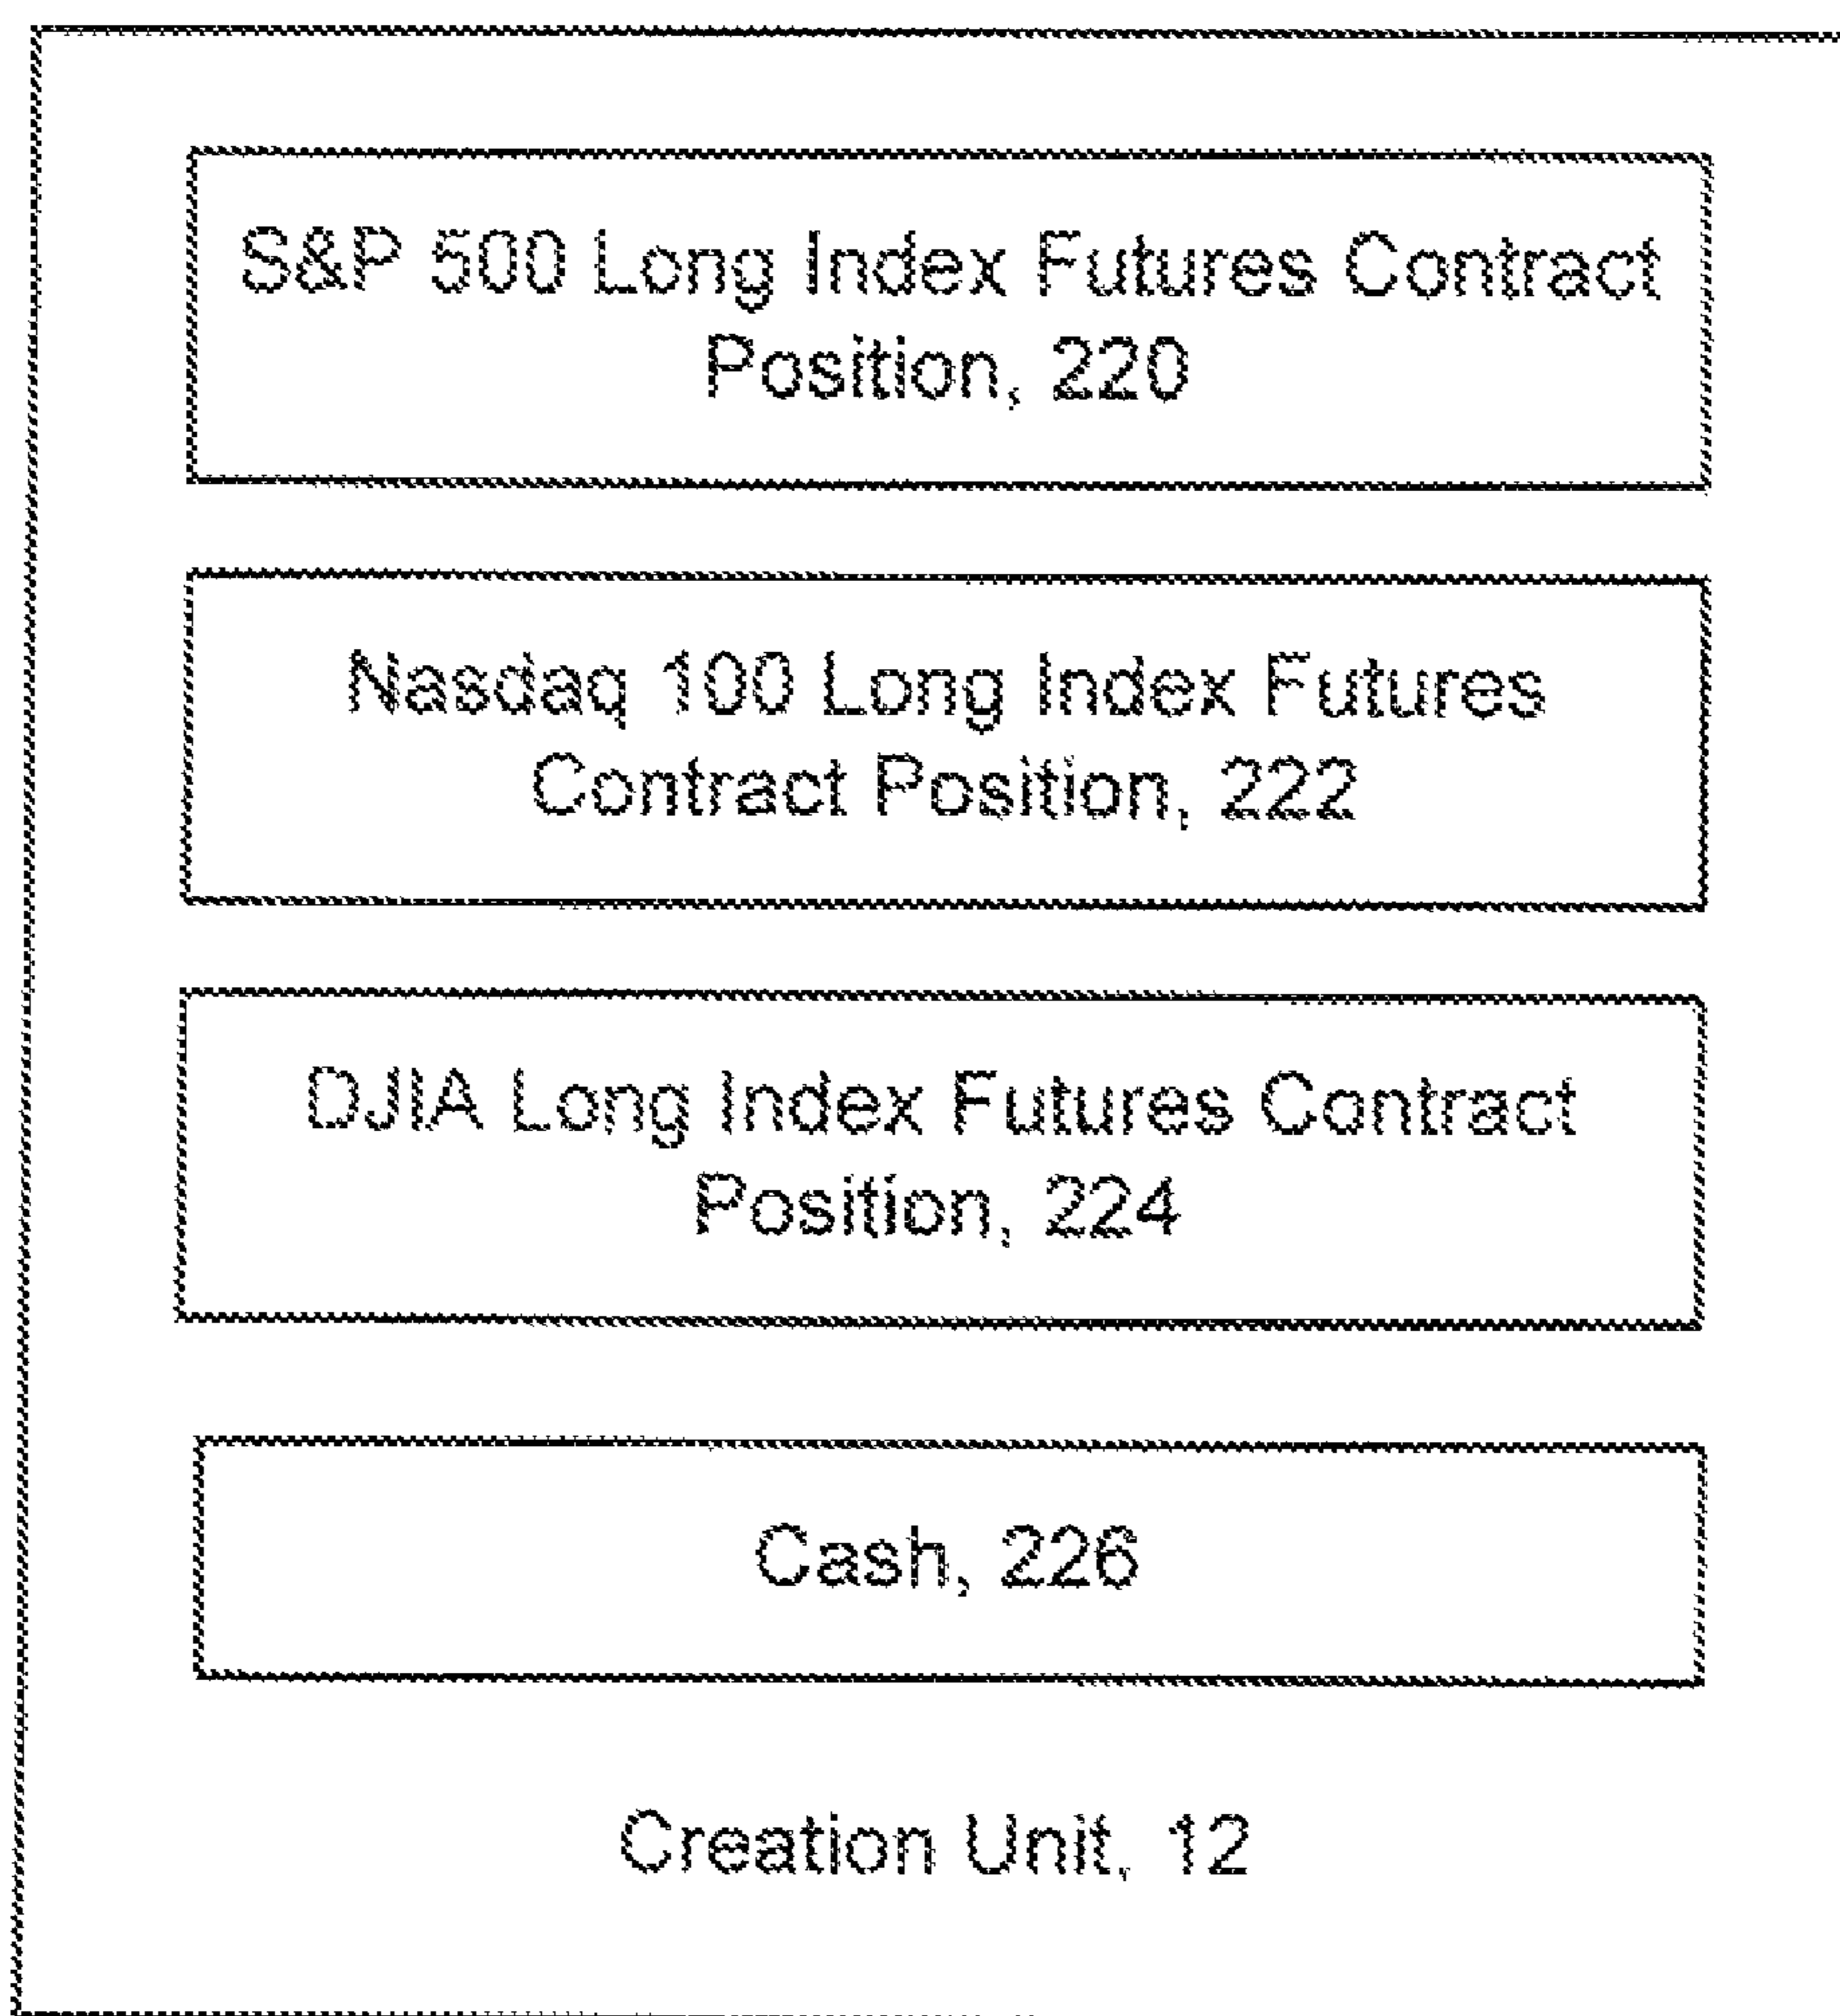 S&P 500 Long Index Futures Contract
Position, 220
Nasdaq 100 Long Index Futures
Contract Position, 222
DJIA Long Index Futures Contract
Position, 224
Cash, 226
Creation Unit, 12